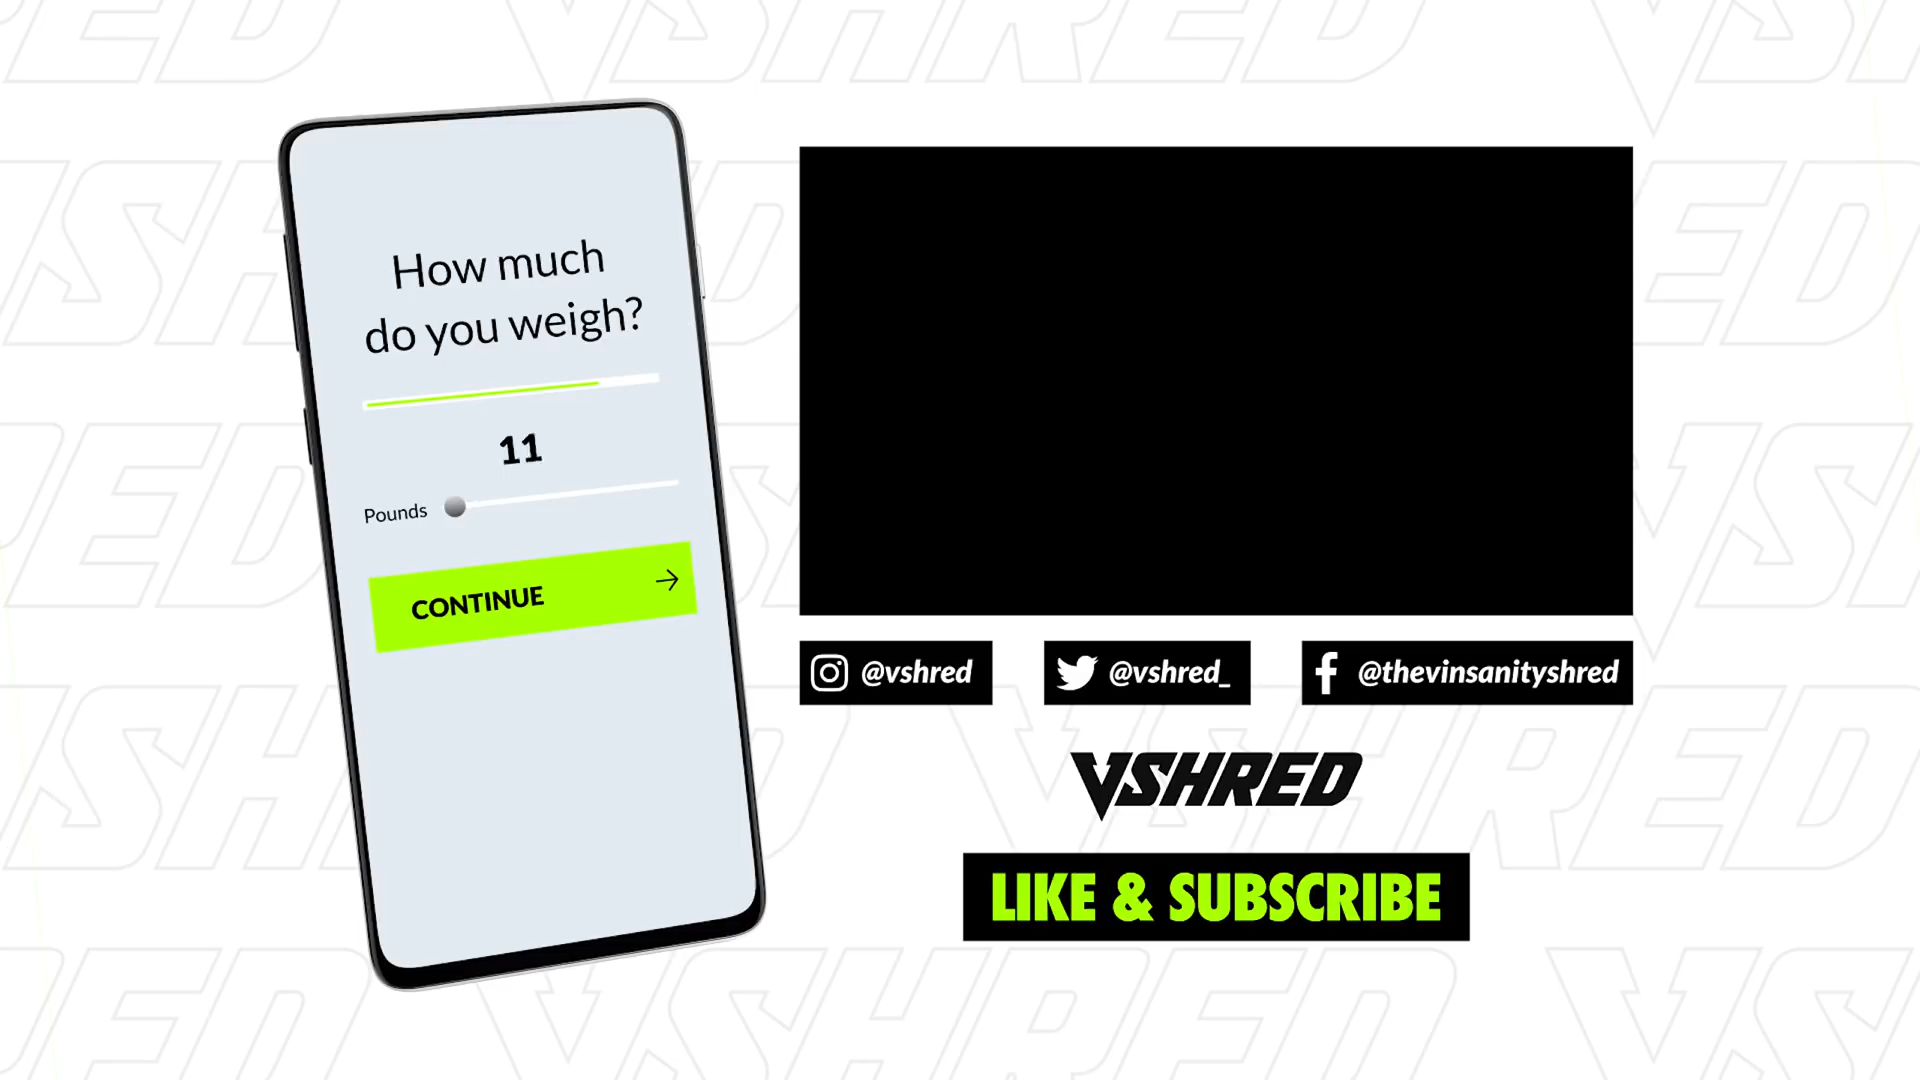 How much
do you weigh?
11
Pounds
CONTINUE
@vshred
@vshred_
@thevinsanityshred
VSHRED
LIKE & SUBSCRIBE